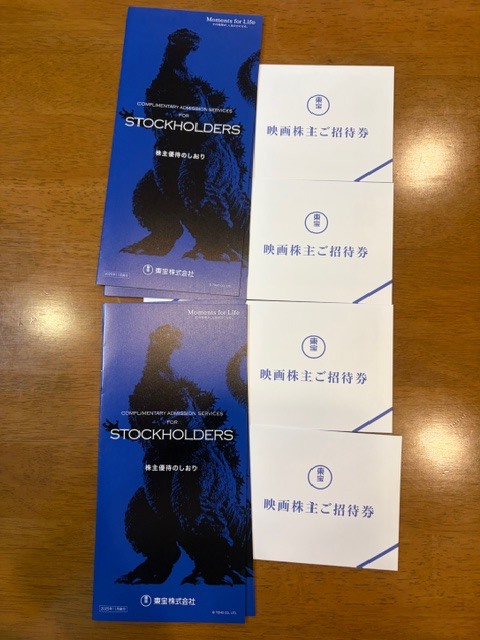 Moments for Life
COMPLIMENTARY ADMISSION SERVICES
FOR
STOCKHOLDERS
株主優待のしおり
東宝株式会社
東宝
映画株主ご招待券
東宝
映画株主ご招待券
Moments for Life
COMPLIMENTARY ADMISSION SERVICES
FOR
STOCKHOLDERS
株主優待のしおり
東宝株式会社
東宝
映画株主ご招待券
東宝
映画株主ご招待券